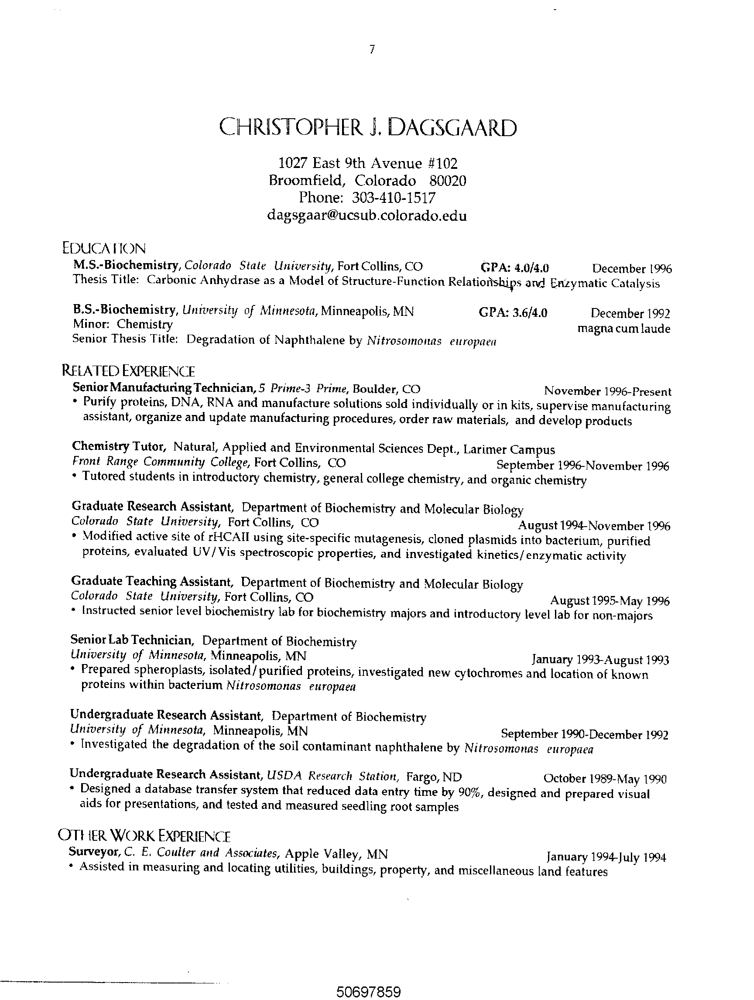 7
CHRISTOPHER J. DAGSGAARD
1027 East 9th Avenue #102
Broomfield, Colorado 80020
Phone: 303-410-1517
dagsgaar@ucsub.colorado.edu
EDUCATION
M.S.-Biochemistry, Colorado State University, Fort Collins, CO GPA: 4.0/4.0 December 1996
Thesis Title: Carbonic Anhydrase as a Model of Structure-Function Relationships and Enzymatic Catalysis
B.S.-Biochemistry, University of Minnesota, Minneapolis, MN GPA: 3.6/4.0 December 1992
Minor: Chemistry magna cum laude
Senior Thesis Title: Degradation of Naphthalene by Nitrosomonas europaea
RELATED EXPERIENCE
Senior Manufacturing Technician, 5 Prime-3 Prime, Boulder, CO November 1996-Present
• Purify proteins, DNA, RNA and manufacture solutions sold individually or in kits, supervise manufacturing
assistant, organize and update manufacturing procedures, order raw materials, and develop products
Chemistry Tutor, Natural, Applied and Environmental Sciences Dept., Larimer Campus
Front Range Community College, Fort Collins, CO September 1996-November 1996
• Tutored students in introductory chemistry, general college chemistry, and organic chemistry
Graduate Research Assistant, Department of Biochemistry and Molecular Biology
Colorado State University, Fort Collins, CO August 1994-November 1996
• Modified active site of rHCAII using site-specific mutagenesis, cloned plasmids into bacterium, purified
proteins, evaluated UV/Vis spectroscopic properties, and investigated kinetics/enzymatic activity
Graduate Teaching Assistant, Department of Biochemistry and Molecular Biology
Colorado State University, Fort Collins, CO August 1995-May 1996
• Instructed senior level biochemistry lab for biochemistry majors and introductory level lab for non-majors
Senior Lab Technician, Department of Biochemistry
University of Minnesota, Minneapolis, MN January 1993-August 1993
• Prepared spheroplasts, isolated/purified proteins, investigated new cytochromes and location of known
proteins within bacterium Nitrosomonas europaea
Undergraduate Research Assistant, Department of Biochemistry
University of Minnesota, Minneapolis, MN September 1990-December 1992
• Investigated the degradation of the soil contaminant naphthalene by Nitrosomonas europaea
Undergraduate Research Assistant, USDA Research Station, Fargo, ND October 1989-May 1990
• Designed a database transfer system that reduced data entry time by 90%, designed and prepared visual
aids for presentations, and tested and measured seedling root samples
OTHER WORK EXPERIENCE
Surveyor, C. E. Coulter and Associates, Apple Valley, MN January 1994-July 1994
• Assisted in measuring and locating utilities, buildings, property, and miscellaneous land features
50697859